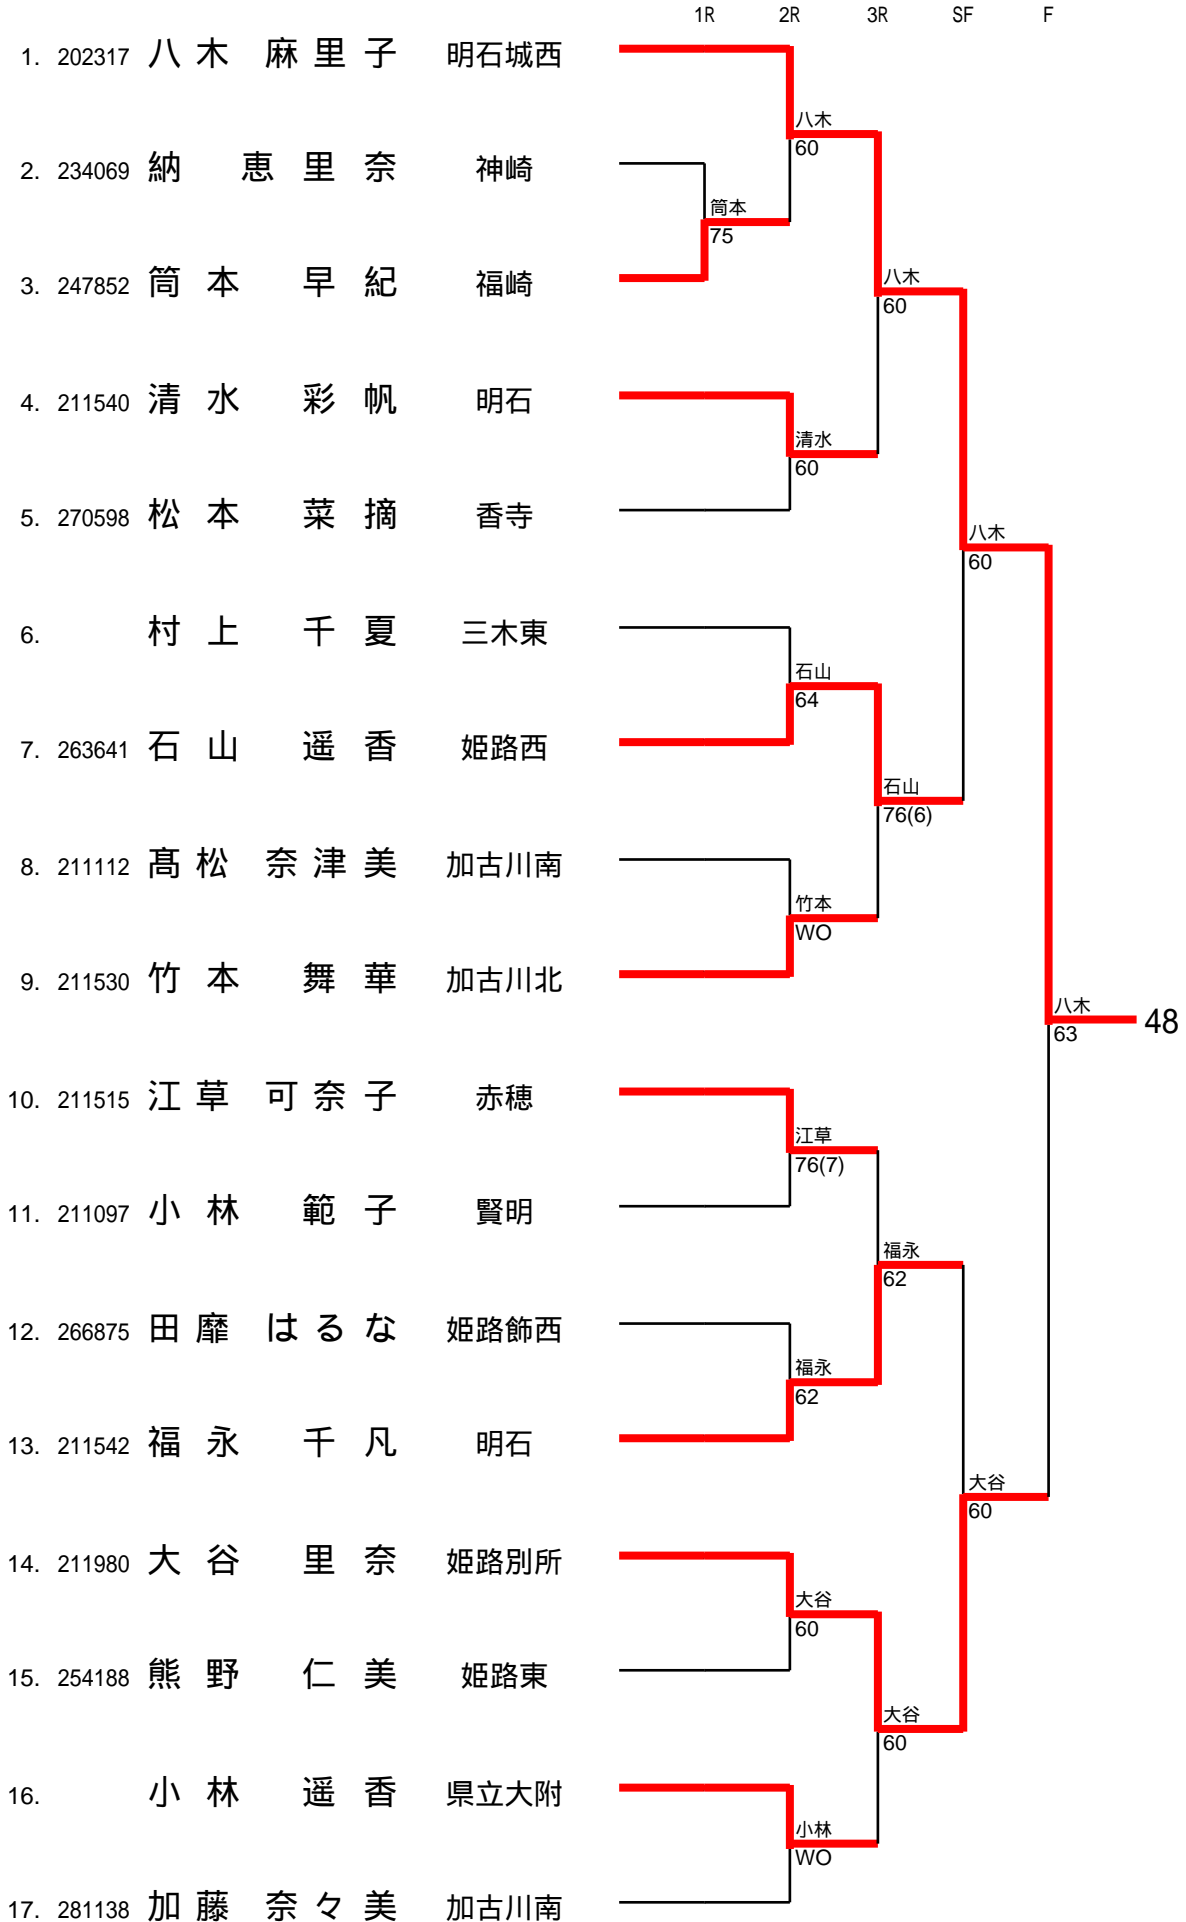 1R 2R 3R SF F
1. 202317 八木 麻里子 明石城西
八木
60
2. 234069 納 恵里奈 神崎
筒本
75
3. 247852 筒本 早紀 福崎
八木
60
4. 211540 清水 彩帆 明石
清水
60
5. 270598 松本 菜摘 香寺
八木
60
6. 村上 千夏 三木東
石山
64
7. 263641 石山 遥香 姫路西
石山
76(6)
8. 211112 髙松 奈津美 加古川南
竹本
WO
9. 211530 竹本 舞華 加古川北
八木
63
48
10. 211515 江草 可奈子 赤穂
江草
76(7)
11. 211097 小林 範子 賢明
福永
62
12. 266875 田靡 はるな 姫路飾西
福永
62
13. 211542 福永 千凡 明石
大谷
60
14. 211980 大谷 里奈 姫路別所
大谷
60
15. 254188 熊野 仁美 姫路東
大谷
60
16. 小林 遥香 県立大附
小林
WO
17. 281138 加藤 奈々美 加古川南